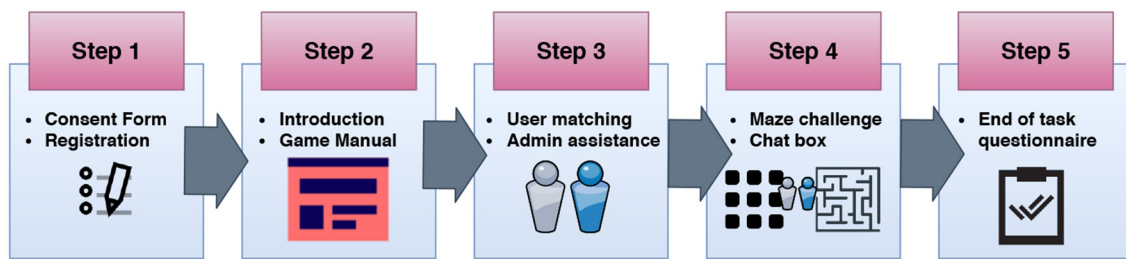 Step 1
• Consent Form
• Registration
Step 2
• Introduction
• Game Manual
Step 3
• User matching
• Admin assistance
Step 4
• Maze challenge
• Chat box
Step 5
• End of task
questionnaire